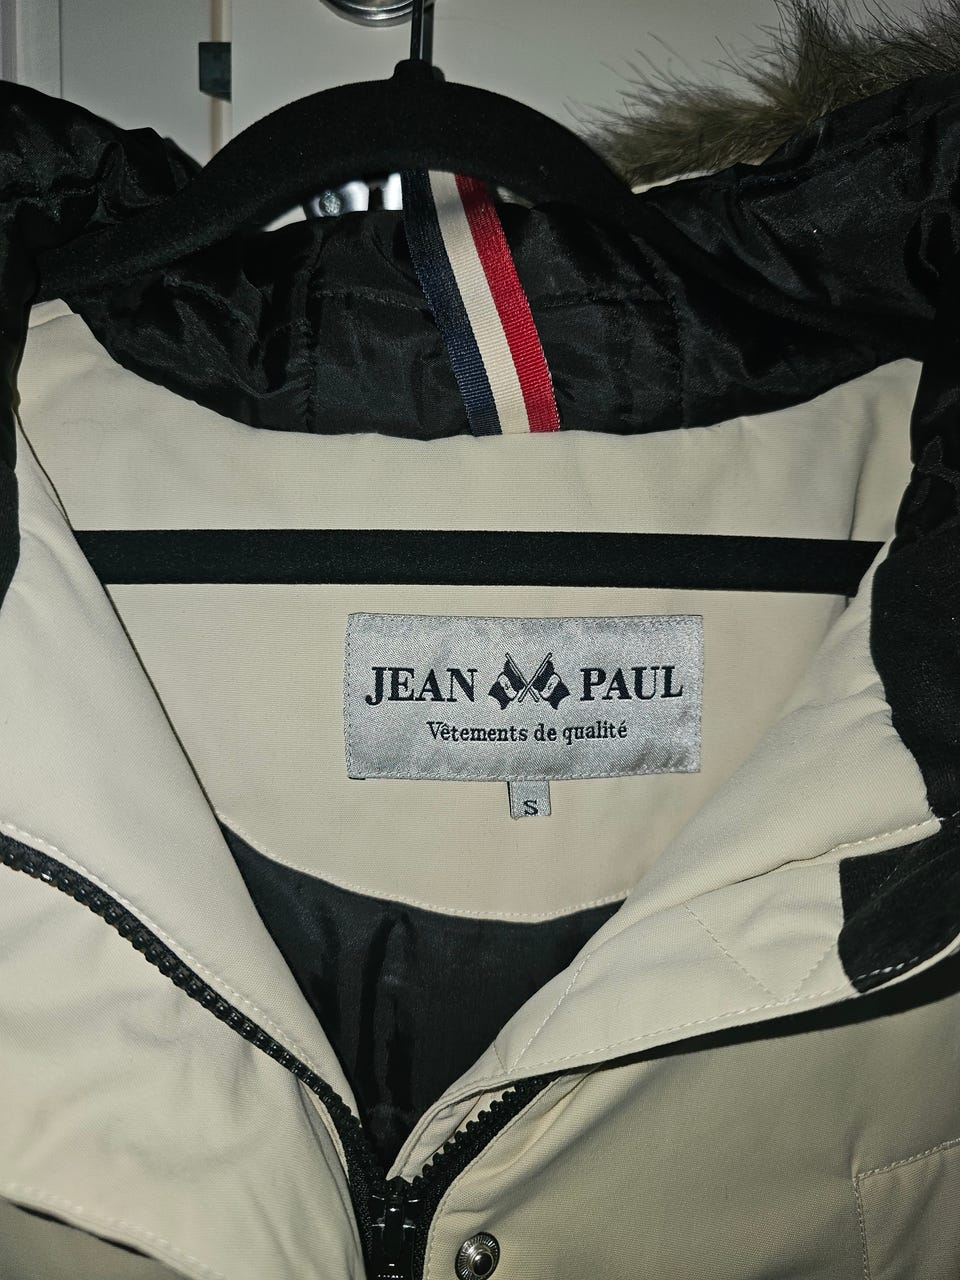 JEAN PAUL
Vêtements de qualité
S